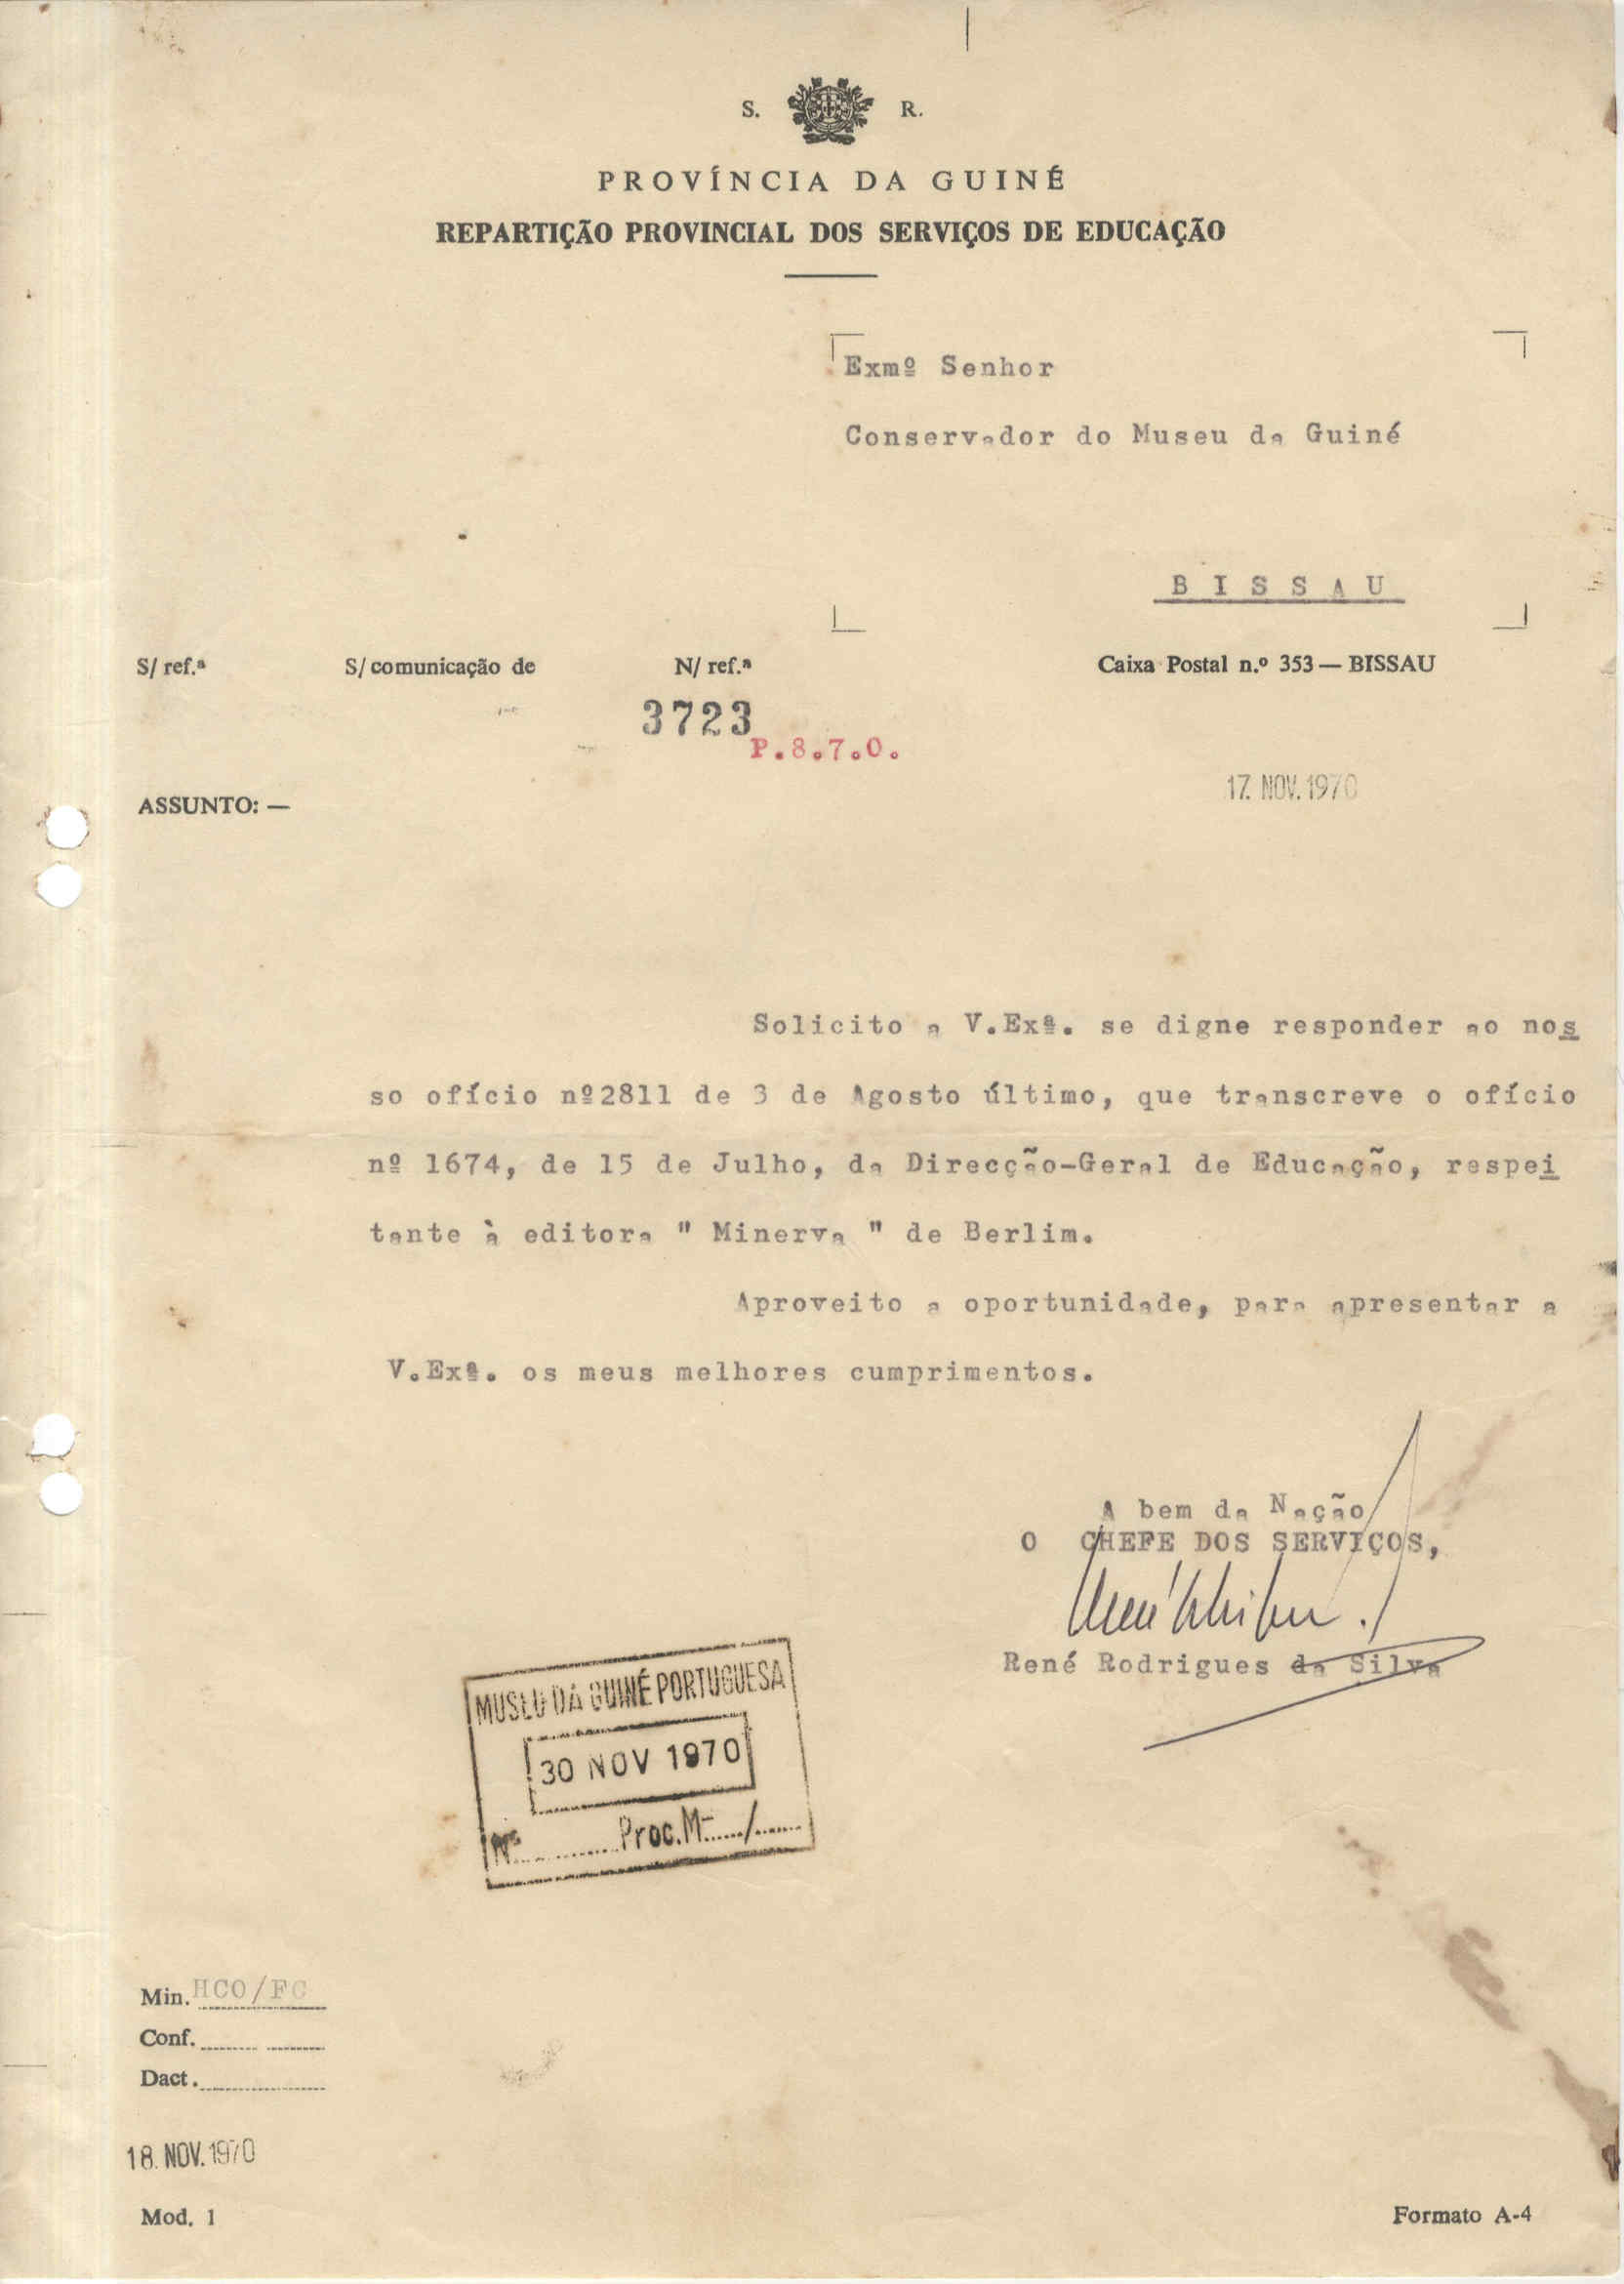 S. R.
PROVÍNCIA DA GUINÉ
REPARTIÇÃO PROVINCIAL DOS SERVIÇOS DE EDUCAÇÃO
Exmº Senhor
Conservador do Museu da Guiné
BISSAU
S/ ref.ª S/ comunicação de N/ ref.ª Caixa Postal n.º 353 — BISSAU
3723
P.8.7.0.
17. NOV. 1970
ASSUNTO: —
Solicito a V.Exª. se digne responder ao nos
so ofício nº2811 de 3 de Agosto último, que transcreve o ofício
nº 1674, de 15 de Julho, da Direcção-Geral de Educação, respei
tante à editora " Minerva " de Berlim.
Aproveito a oportunidade, para apresentar a
V.Exª. os meus melhores cumprimentos.
A bem da Nação
O CHEFE DOS SERVIÇOS,
René Rodrigues da Silva
MUSEU DA GUINÉ PORTUGUESA
30 NOV 1970
Nº ........... Proc. M- ....../......
Min. HCO/FC
Conf.
Dact.
18. NOV. 1970
Mod. 1 Formato A-4